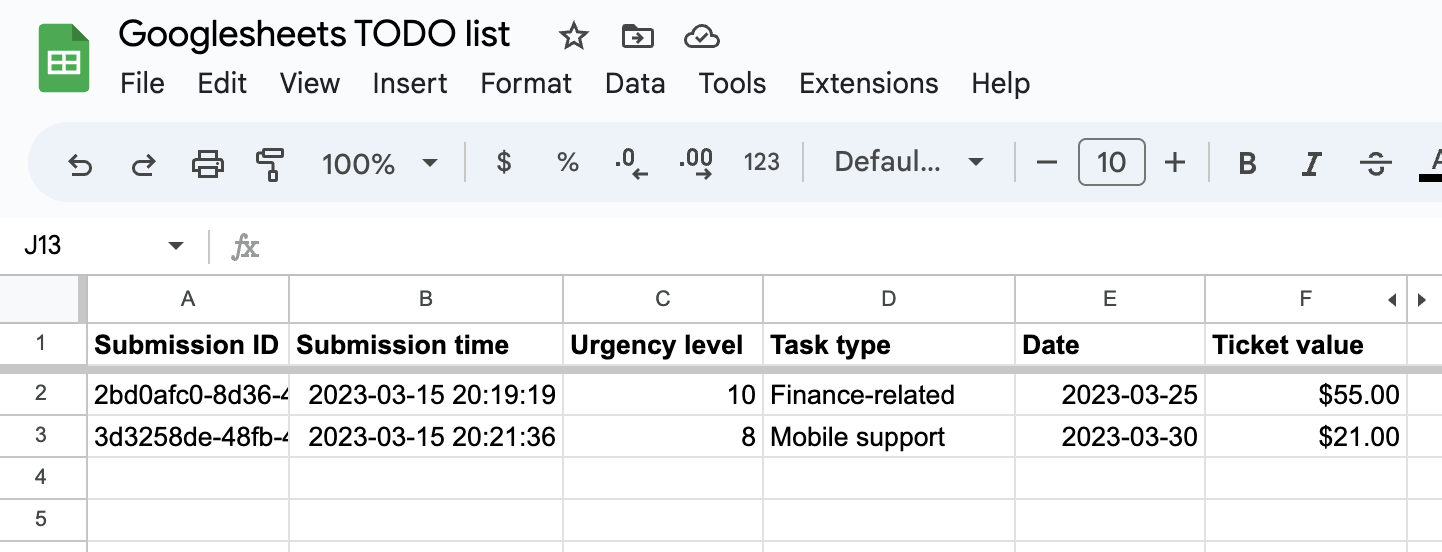 Googlesheets TODO list
File Edit View Insert Format Data Tools Extensions Help
100% $ % .0 .00 123 Defaul... 10 B I S A
J13 fx
A B C D E F
1 Submission ID Submission time Urgency level Task type Date Ticket value
2 2bd0afc0-8d36-4 2023-03-15 20:19:19 10 Finance-related 2023-03-25 $55.00
3 3d3258de-48fb-4 2023-03-15 20:21:36 8 Mobile support 2023-03-30 $21.00
4
5